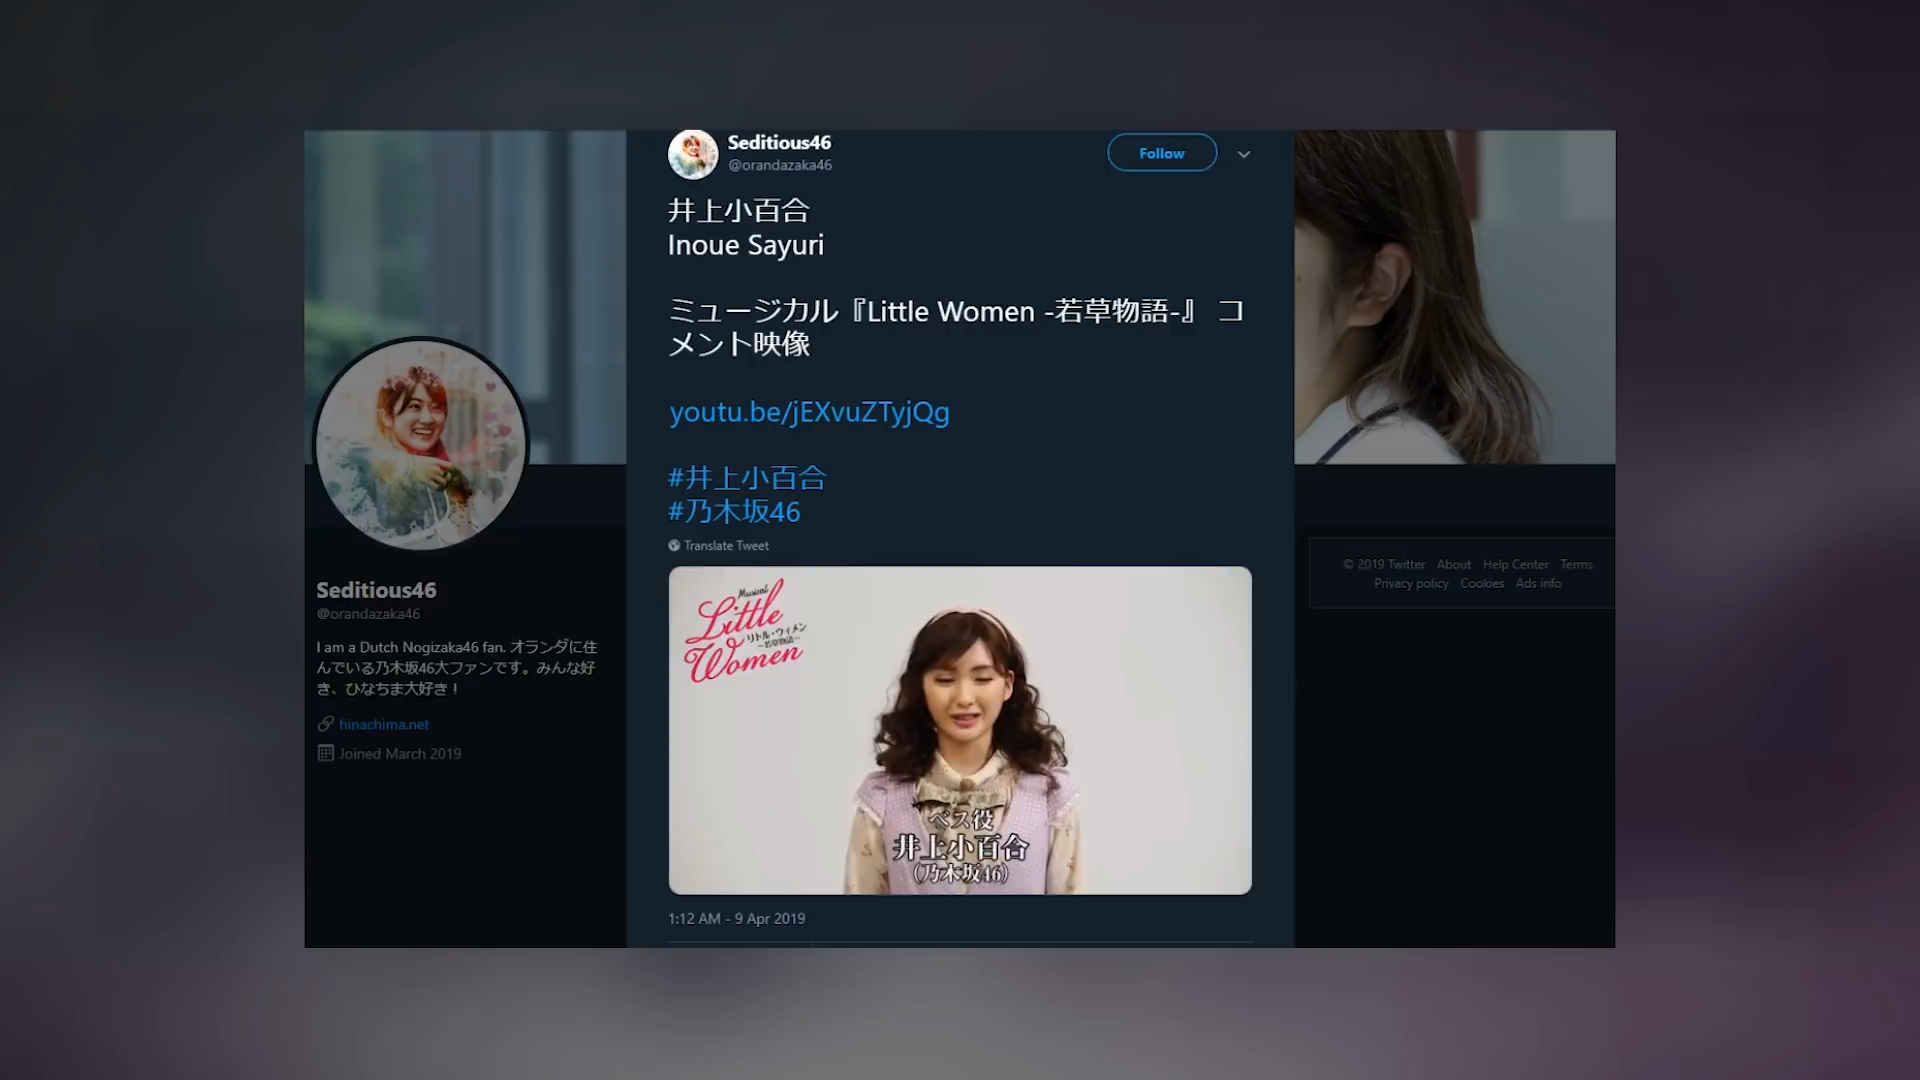 Seditious46
@orandazaka46
Follow
井上小百合
Inoue Sayuri
ミュージカル『Little Women -若草物語-』 コ
メント映像
youtu.be/jEXvuZTyjQg
#井上小百合
#乃木坂46
Translate Tweet
Musical
Little
リトル・ウィメン
~若草物語~
Women
ベス役
井上小百合
(乃木坂46)
1:12 AM - 9 Apr 2019
Seditious46
@orandazaka46
I am a Dutch Nogizaka46 fan. オランダに住
んでいる乃木坂46大ファンです。みんな好
き、ひなちま大好き！
hinachima.net
Joined March 2019
© 2019 Twitter About Help Center Terms
Privacy policy Cookies Ads info